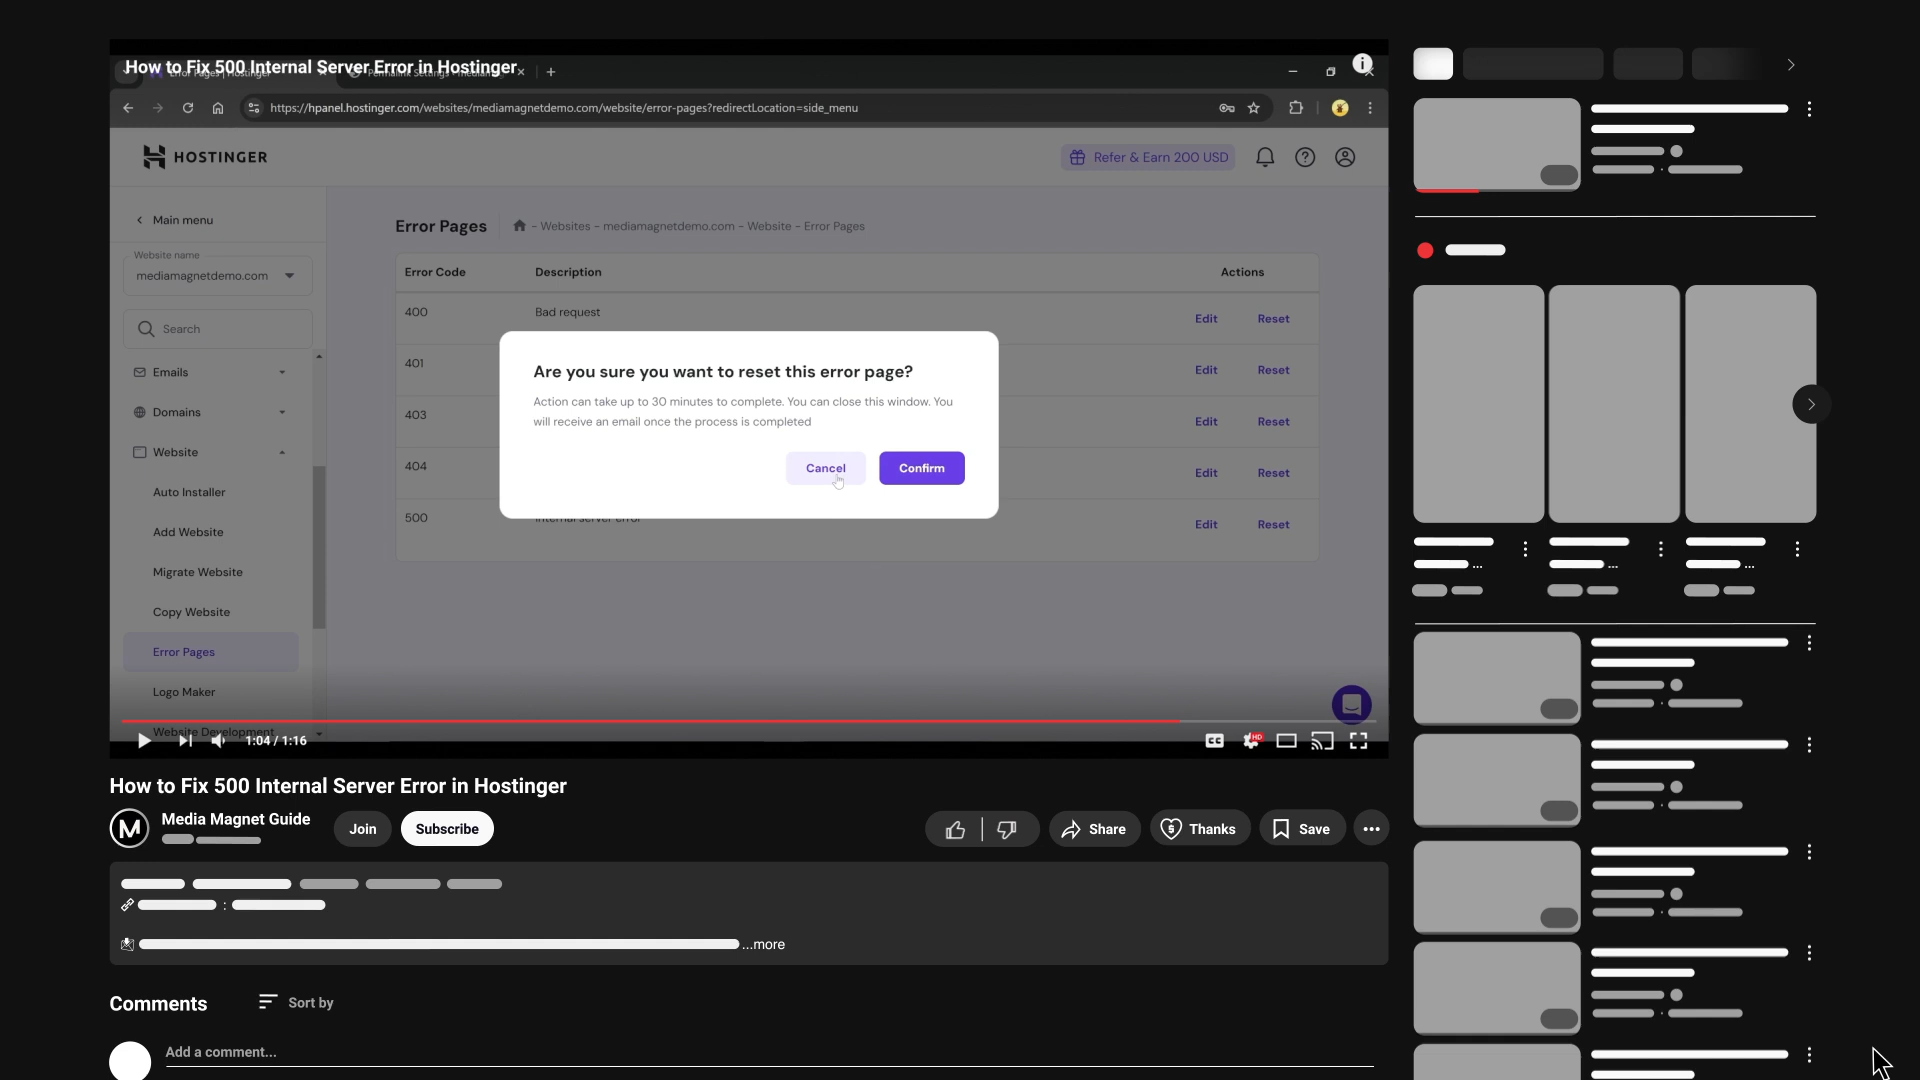 How to Fix 500 Internal Server Error in Hostinger
https://hpanel.hostinger.com/websites/mediamagnetdemo.com/website/error-pages?redirectLocation=side_menu
HOSTINGER
Refer & Earn 200 USD
Main menu
Error Pages
- Websites - mediamagnetdemo.com - Website - Error Pages
Website name
mediamagnetdemo.com
Search
Emails
Domains
Website
Auto Installer
Add Website
Migrate Website
Copy Website
Error Pages
Logo Maker
Website Development
Error Code Description Actions
400 Bad request Edit Reset
401 Edit Reset
403 Edit Reset
404 Edit Reset
500 Internal server error Edit Reset
Are you sure you want to reset this error page?
Action can take up to 30 minutes to complete. You can close this window. You
will receive an email once the process is completed
Cancel Confirm
1:04 / 1:16
CC
HD
How to Fix 500 Internal Server Error in Hostinger
M
Media Magnet Guide
Join
Subscribe
Share
Thanks
Save
...more
Comments
Sort by
Add a comment...